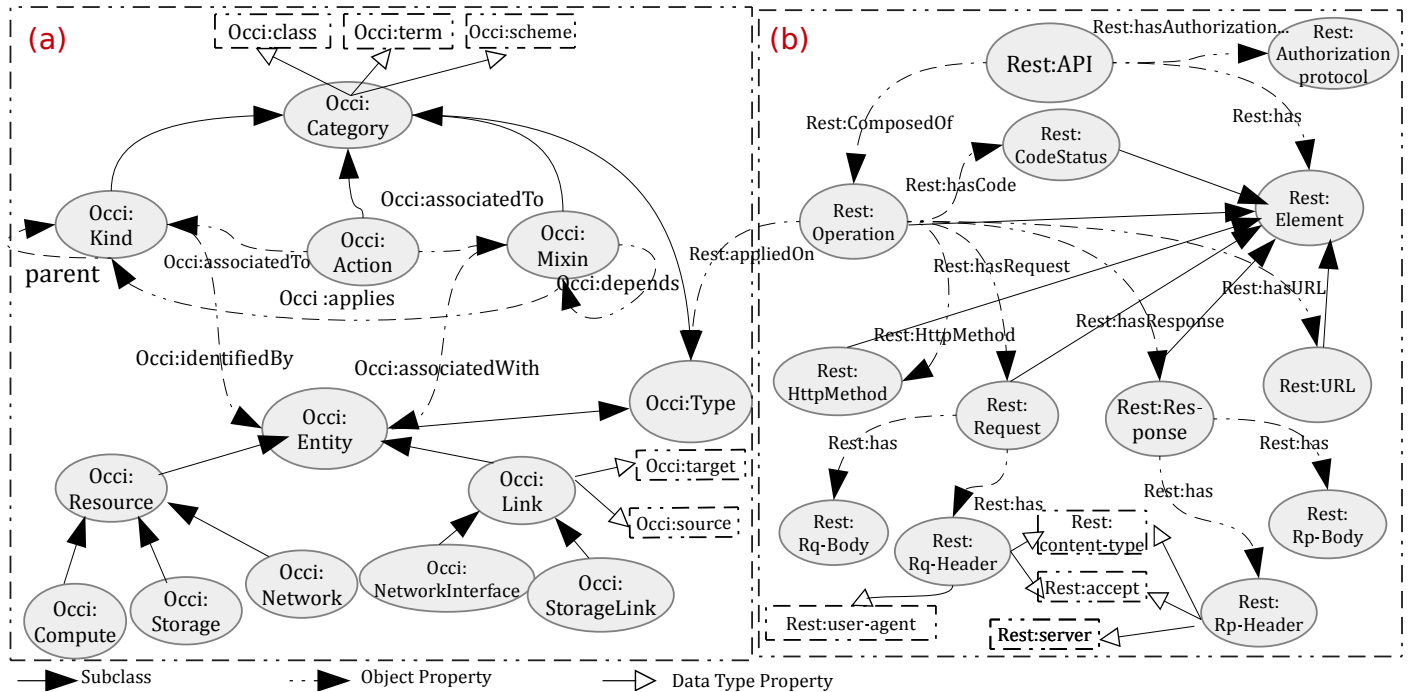 (a)
Occi:class
Occi:term
Occi:scheme
Occi:
Category
Occi:
Kind
Occi:associatedTo
Occi:
Action
Occi:
Mixin
parent
Occi:associatedTo
Occi :applies
Occi:depends
Occi:identifiedBy
Occi:associatedWith
Occi:
Entity
Occi:Type
Occi:
Resource
Occi:
Link
Occi:target
Occi:source
Occi:
Compute
Occi:
Storage
Occi:
Network
Occi:
NetworkInterface
Occi:
StorageLink
(b)
Rest:API
Rest:hasAuthorization...
Rest:
Authorization
protocol
Rest:ComposedOf
Rest:
CodeStatus
Rest:has
Rest:hasCode
Rest:
Operation
Rest:
Element
Rest:appliedOn
Rest:hasRequest
Rest:hasURL
Rest:hasResponse
Rest:HttpMethod
Rest:
HttpMethod
Rest:URL
Rest:
Request
Rest:Res-
ponse
Rest:has
Rest:has
Rest:has
Rest:has
Rest:
Rq-Body
Rest:
Rq-Header
Rest:
content-type
Rest:
Rp-Body
Rest:accept
Rest:user-agent
Rest:server
Rest:
Rp-Header
Subclass
Object Property
Data Type Property